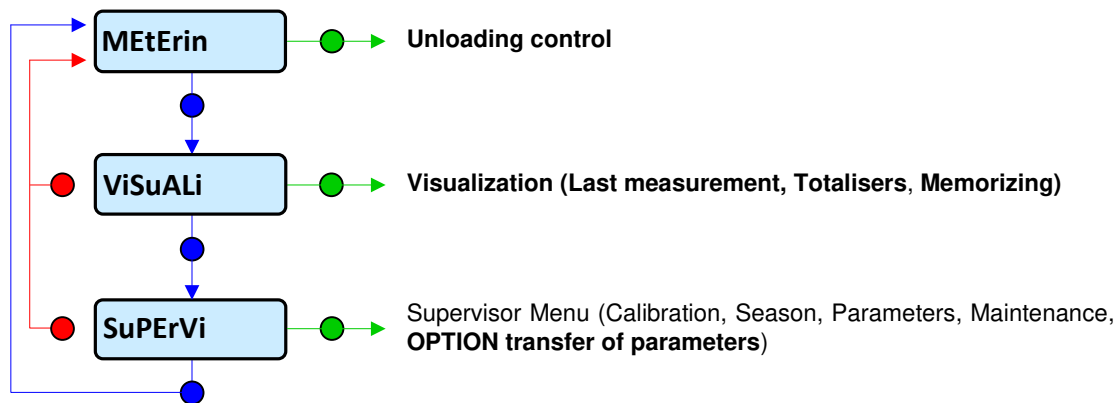 MEtErin
Unloading control
ViSuALi
Visualization (Last measurement, Totalisers, Memorizing)
SuPErVi
Supervisor Menu (Calibration, Season, Parameters, Maintenance,
OPTION transfer of parameters)